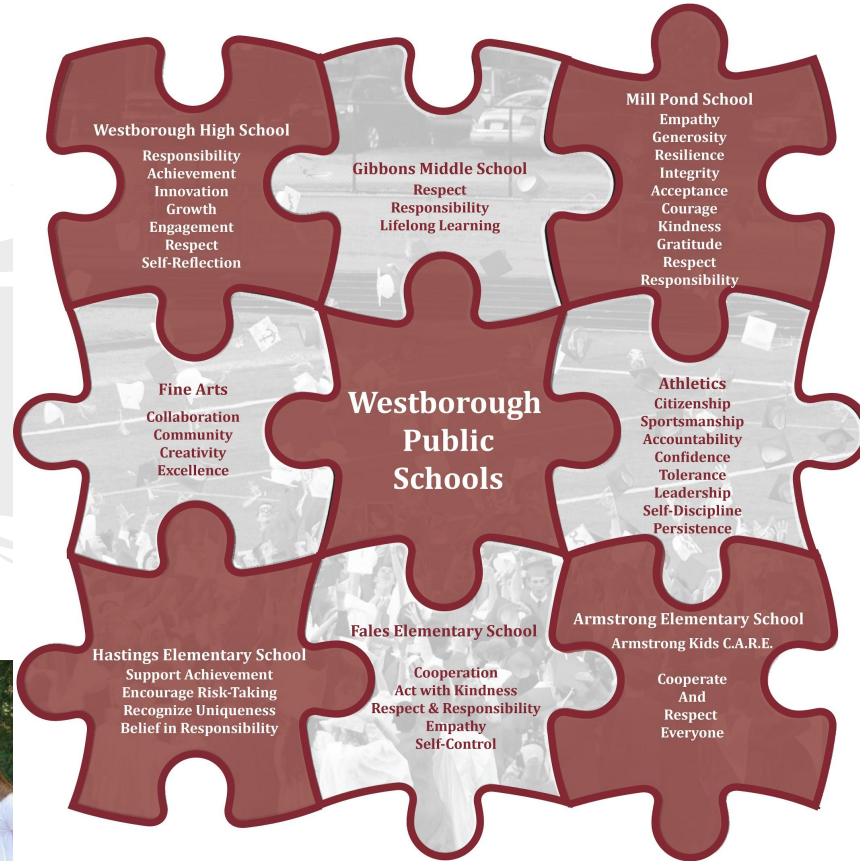 Westborough High School
Responsibility
Achievement
Innovation
Growth
Engagement
Respect
Self-Reflection
Gibbons Middle School
Respect
Responsibility
Lifelong Learning
Mill Pond School
Empathy
Generosity
Resilience
Integrity
Acceptance
Courage
Kindness
Gratitude
Respect
Responsibility
Fine Arts
Collaboration
Community
Creativity
Excellence
Westborough
Public
Schools
Athletics
Citizenship
Sportsmanship
Accountability
Confidence
Tolerance
Leadership
Self-Discipline
Persistence
Hastings Elementary School
Support Achievement
Encourage Risk-Taking
Recognize Uniqueness
Belief in Responsibility
Fales Elementary School
Cooperation
Act with Kindness
Respect & Responsibility
Empathy
Self-Control
Armstrong Elementary School
Armstrong Kids C.A.R.E.
Cooperate
And
Respect
Everyone